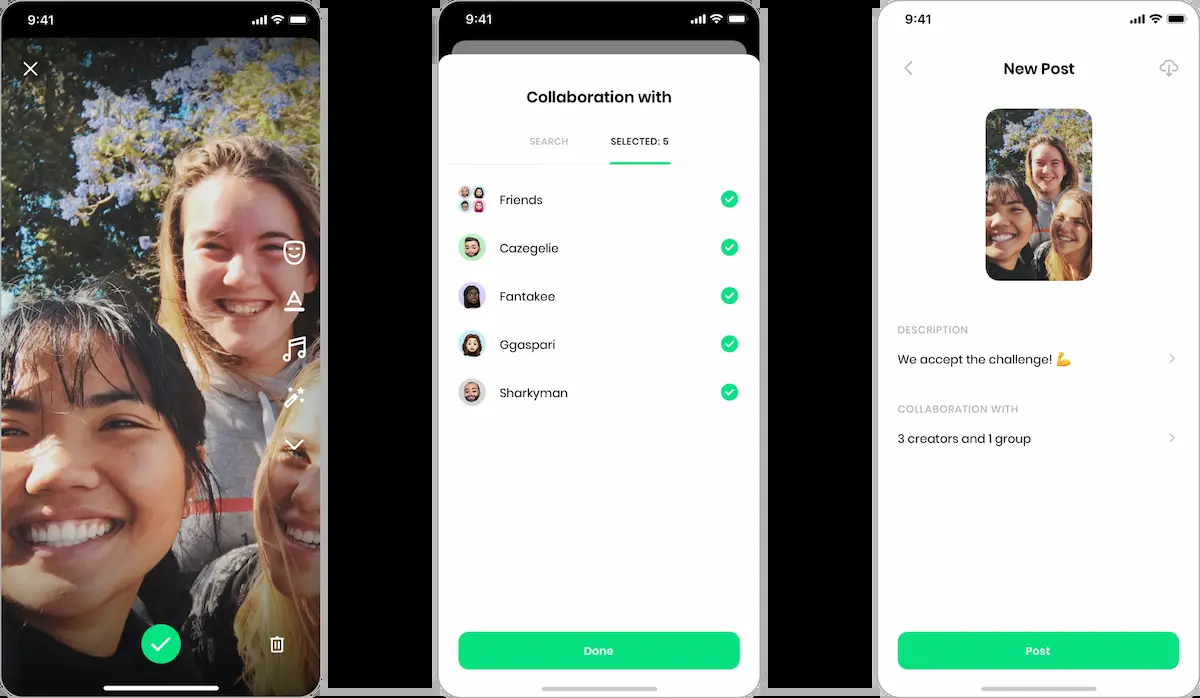 9:41
9:41
Collaboration with
SEARCH
SELECTED: 5
Friends
Cazegelie
Fantakee
Ggaspari
Sharkyman
Done
9:41
New Post
DESCRIPTION
We accept the challenge! 💪
COLLABORATION WITH
3 creators and 1 group
Post